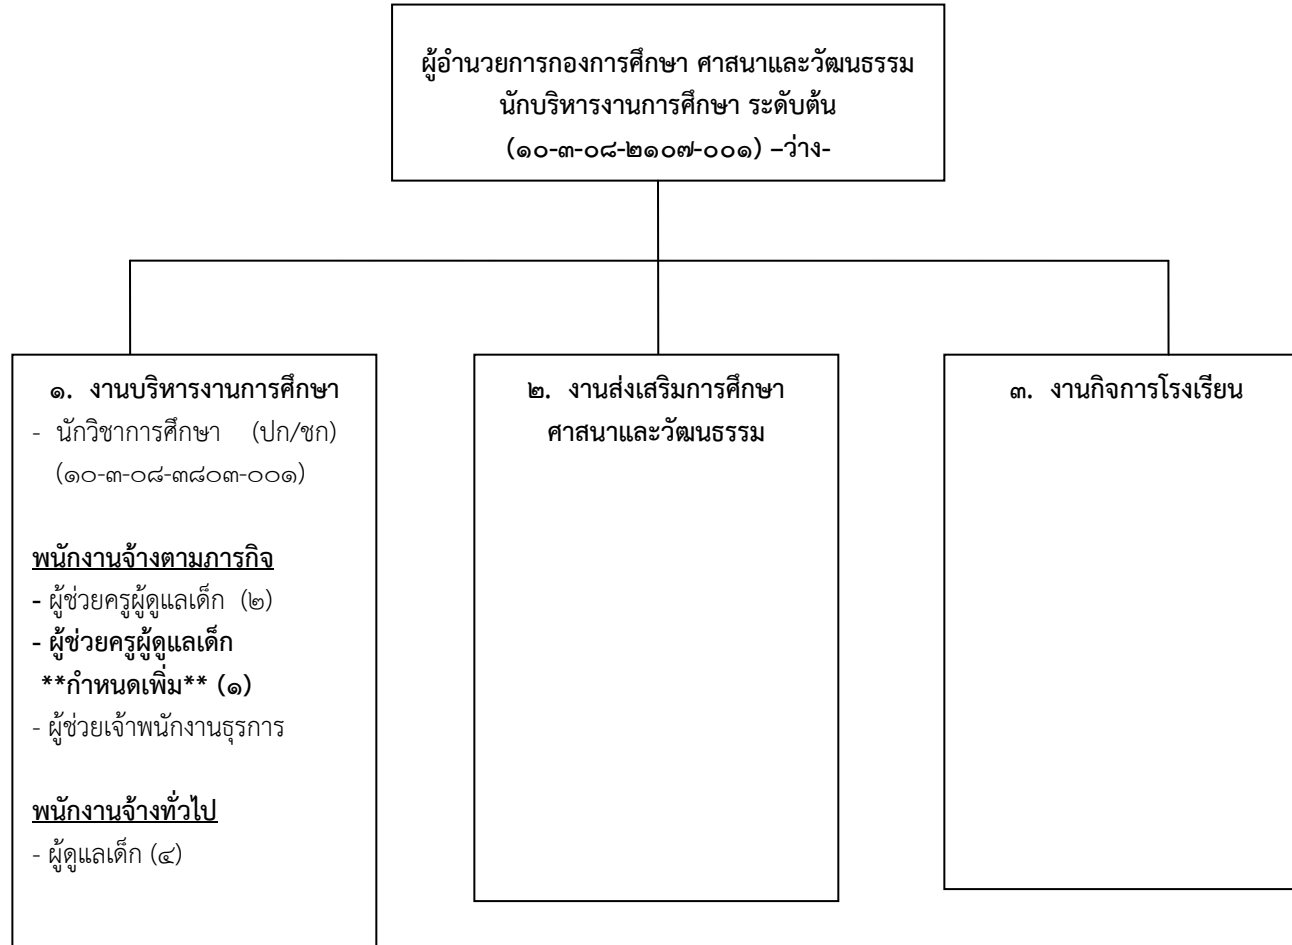 ผู้อำนวยการกองการศึกษา ศาสนาและวัฒนธรรม
นักบริหารงานการศึกษา ระดับต้น
(๑๐-๓-๐๘-๒๑๐๗-๐๐๑) –ว่าง-
๑. งานบริหารงานการศึกษา
- นักวิชาการศึกษา (ปก/ชก)
(๑๐-๓-๐๘-๓๘๐๓-๐๐๑)
พนักงานจ้างตามภารกิจ
- ผู้ช่วยครูผู้ดูแลเด็ก (๒)
- ผู้ช่วยครูผู้ดูแลเด็ก
**กำหนดเพิ่ม** (๑)
- ผู้ช่วยเจ้าพนักงานธุรการ
พนักงานจ้างทั่วไป
- ผู้ดูแลเด็ก (๔)
๒. งานส่งเสริมการศึกษา
ศาสนาและวัฒนธรรม
๓. งานกิจการโรงเรียน